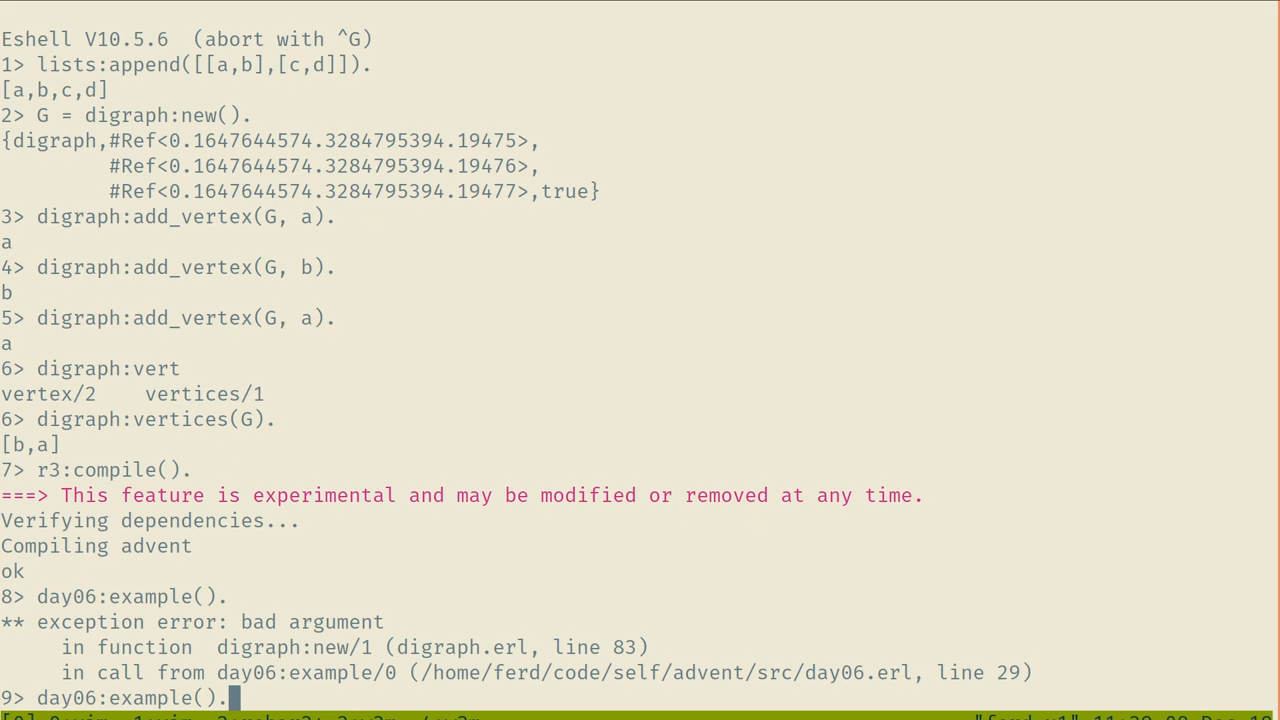 Eshell V10.5.6  (abort with ^G)
1> lists:append([[a,b],[c,d]]).
[a,b,c,d]
2> G = digraph:new().
{digraph,#Ref<0.1647644574.3284795394.19475>,
         #Ref<0.1647644574.3284795394.19476>,
         #Ref<0.1647644574.3284795394.19477>,true}
3> digraph:add_vertex(G, a).
a
4> digraph:add_vertex(G, b).
b
5> digraph:add_vertex(G, a).
a
6> digraph:vert
vertex/2    vertices/1
6> digraph:vertices(G).
[b,a]
7> r3:compile().
===> This feature is experimental and may be modified or removed at any time.
Verifying dependencies...
Compiling advent
ok
8> day06:example().
** exception error: bad argument
     in function  digraph:new/1 (digraph.erl, line 83)
     in call from day06:example/0 (/home/ferd/code/self/advent/src/day06.erl, line 29)
9> day06:example().